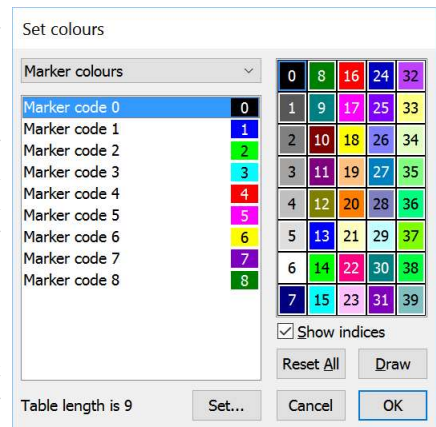 Set colours
Marker colours
Marker code 0 0
Marker code 1 1
Marker code 2 2
Marker code 3 3
Marker code 4 4
Marker code 5 5
Marker code 6 6
Marker code 7 7
Marker code 8 8
Table length is 9 Set...
0 8 16 24 32
1 9 17 25 33
2 10 18 26 34
3 11 19 27 35
4 12 20 28 36
5 13 21 29 37
6 14 22 30 38
7 15 23 31 39
Show indices
Reset All Draw
Cancel OK